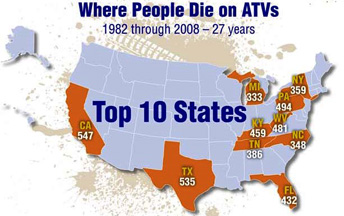 Where People Die on ATVs
1982 through 2008 – 27 years
Top 10 States
CA
547
TX
535
MI
333
NY
359
PA
494
WV
481
KY
459
TN
386
NC
348
FL
432